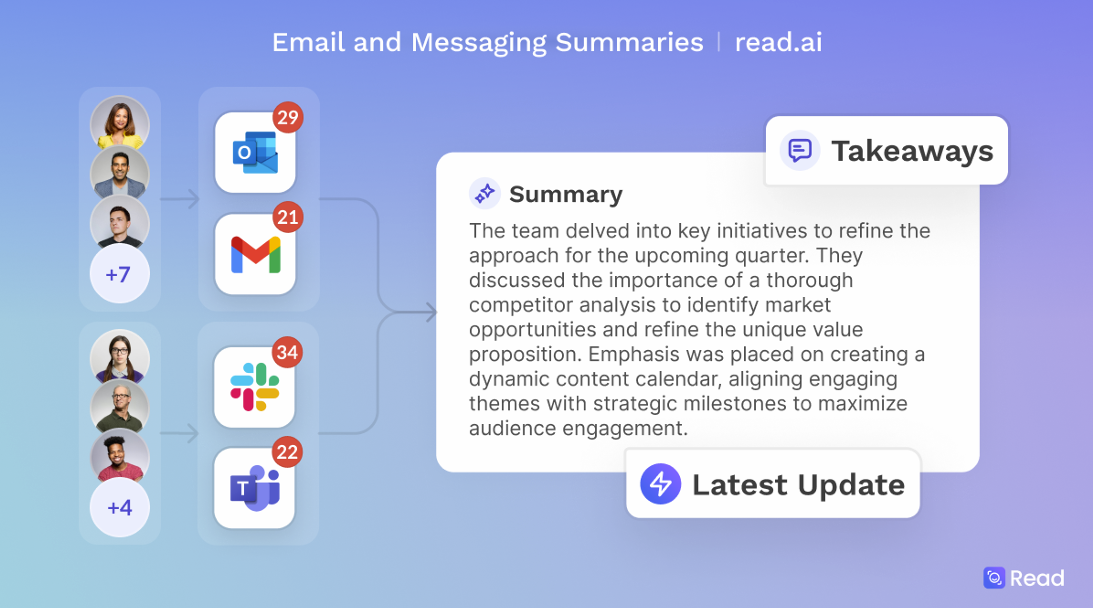 Email and Messaging Summaries | read.ai
29
21
+7
34
22
+4
Takeaways
Summary
The team delved into key initiatives to refine the
approach for the upcoming quarter. They
discussed the importance of a thorough
competitor analysis to identify market
opportunities and refine the unique value
proposition. Emphasis was placed on creating a
dynamic content calendar, aligning engaging
themes with strategic milestones to maximize
audience engagement.
Latest Update
Read